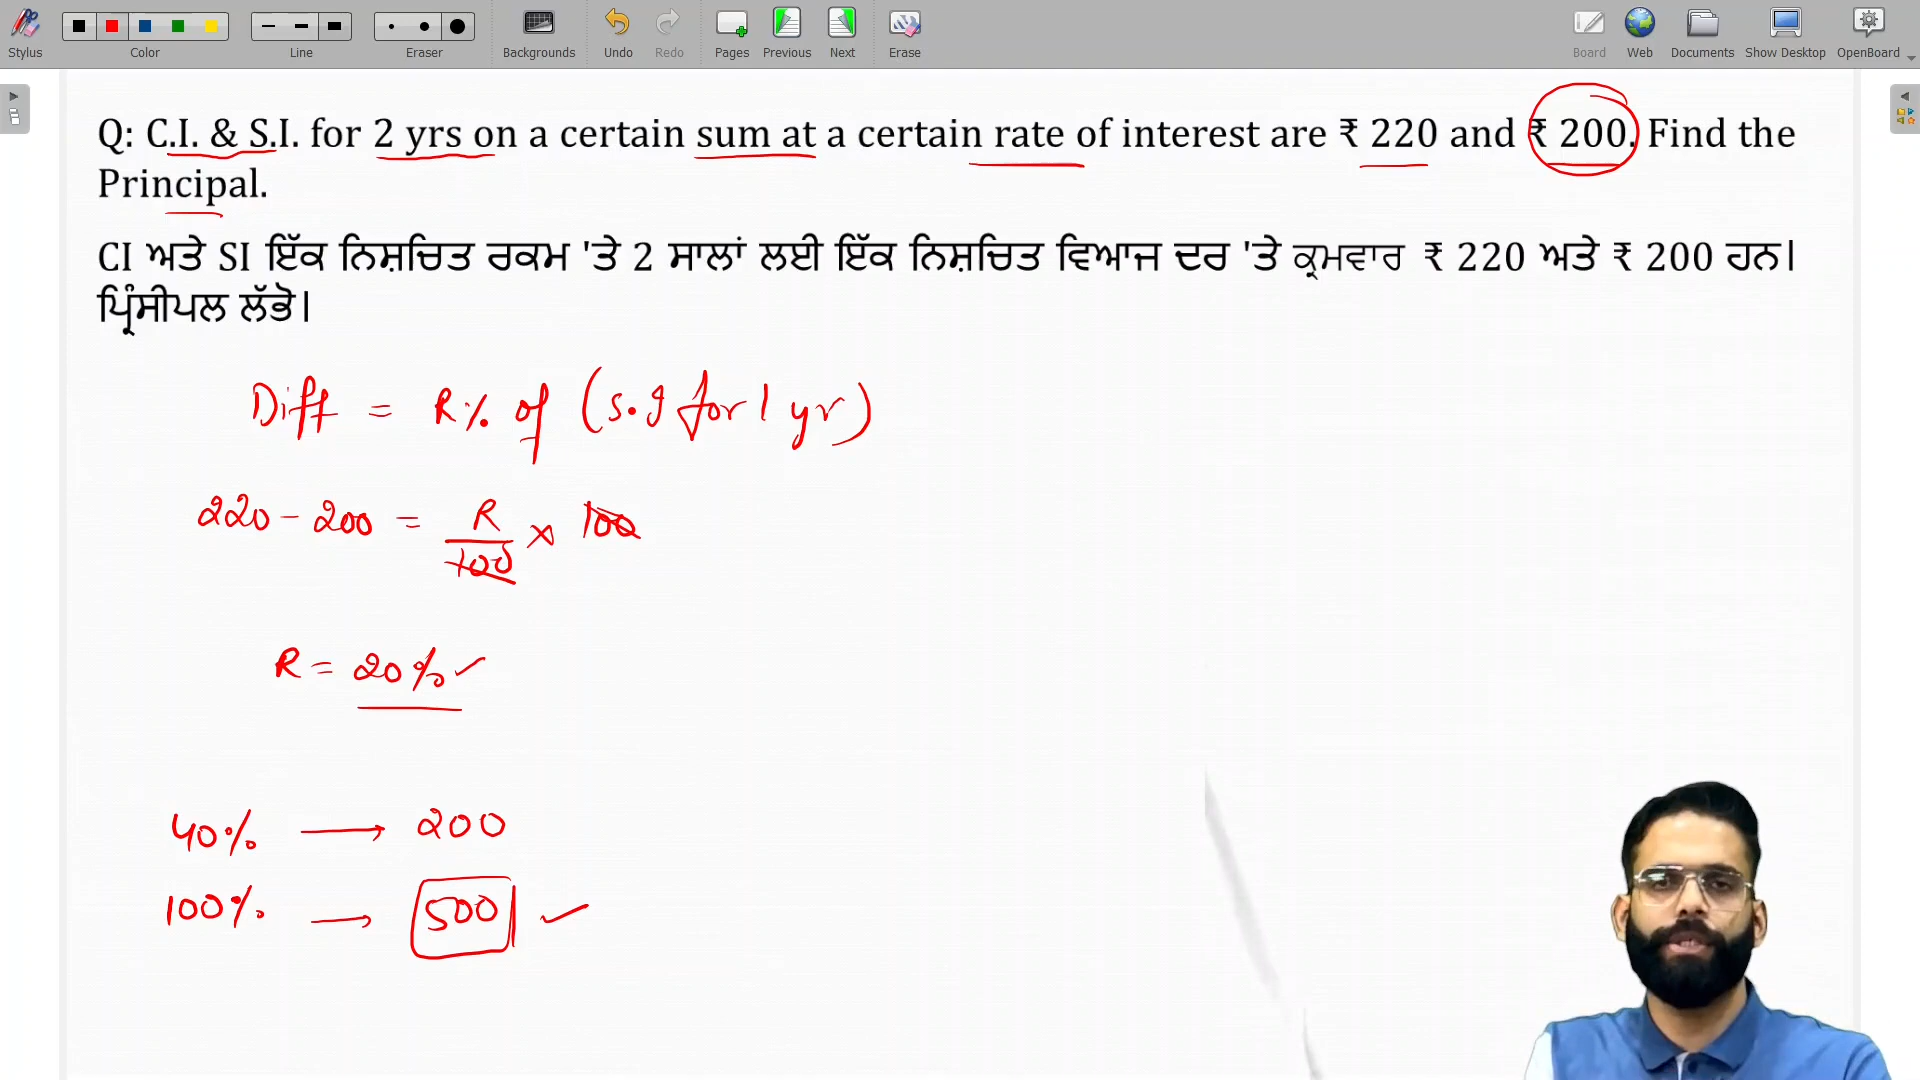 Stylus
Color
Line
Eraser
Backgrounds
Undo
Redo
Pages
Previous
Next
Erase
Board
Web
Documents
Show Desktop
OpenBoard
Q: C.I. & S.I. for 2 yrs on a certain sum at a certain rate of interest are ₹ 220 and ₹ 200. Find the
Principal.
CI ਅਤੇ SI ਇੱਕ ਨਿਸ਼ਚਿਤ ਰਕਮ 'ਤੇ 2 ਸਾਲਾਂ ਲਈ ਇੱਕ ਨਿਸ਼ਚਿਤ ਵਿਆਜ ਦਰ 'ਤੇ ਕ੍ਰਮਵਾਰ ₹ 220 ਅਤੇ ₹ 200 ਹਨ।
ਪ੍ਰਿੰਸੀਪਲ ਲੱਭੋ।
Diff = R% of (S.I for 1 yr)
220 - 200 = R/100 × 100
R = 20% ✓
40% → 200
100% → 500 ✓